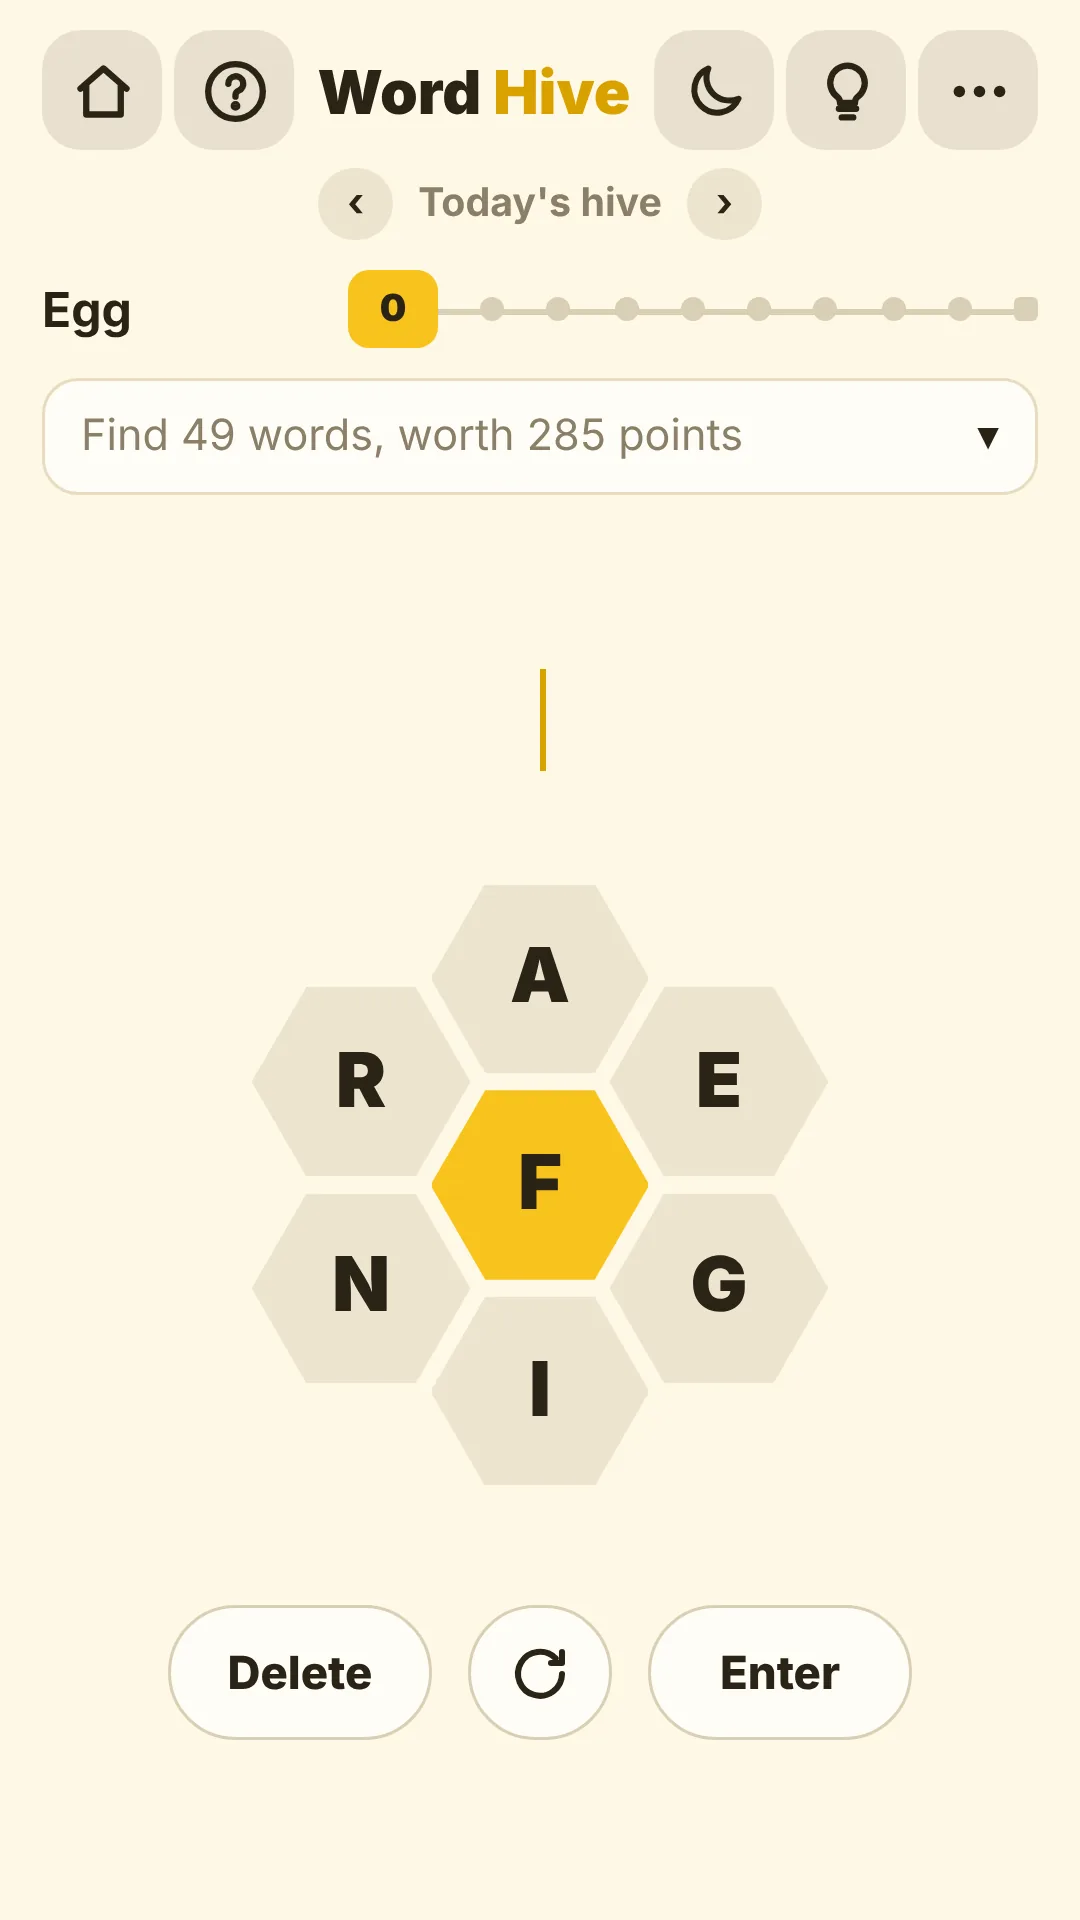 Word Hive
‹ Today's hive ›
Egg 0
Find 49 words, worth 285 points ▼
A
R E
F
N G
I
Delete Enter